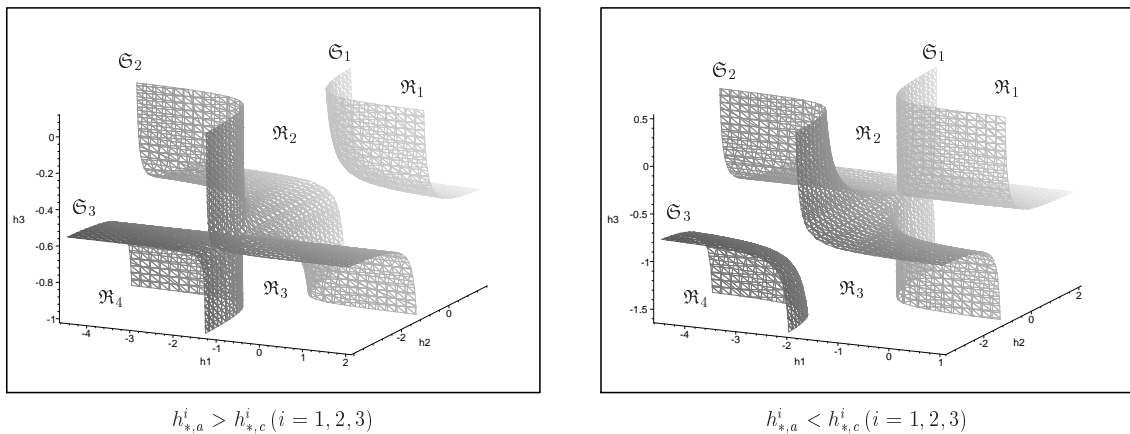 𝔖₁
𝔖₂
ℜ₁
ℜ₂
0
-0.2
-0.4
h3
-0.6
-0.8
-1
𝔖₃
ℜ₄
ℜ₃
-4
-3
-2
-1
0
1
2
h1
-2
0
h2
h^i_{*,a} > h^i_{*,c} (i = 1, 2, 3)
𝔖₁
𝔖₂
ℜ₁
ℜ₂
0.5
0
-0.5
h3
-1
-1.5
𝔖₃
ℜ₄
ℜ₃
-4
-3
-2
-1
0
1
h1
-2
0
2
h2
h^i_{*,a} < h^i_{*,c} (i = 1, 2, 3)